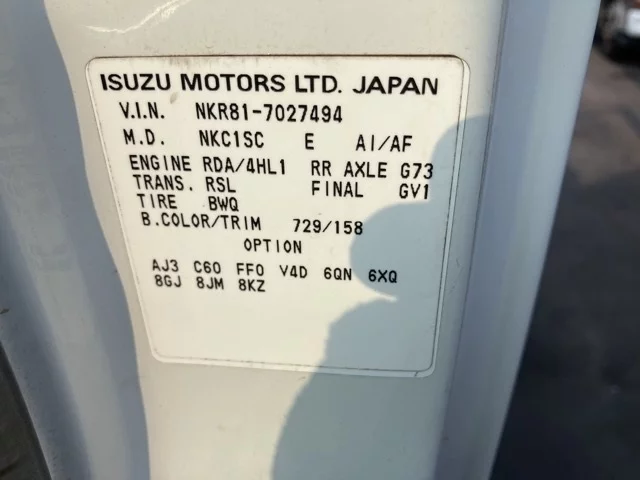 ISUZU MOTORS LTD. JAPAN
V.I.N. NKR81-7027494
M.D. NKC1SC E AI/AF
ENGINE RDA/4HL1 RR AXLE G73
TRANS. RSL FINAL GV1
TIRE BWQ
B.COLOR/TRIM 729/158
OPTION
AJ3 C60 FF0 V4D 6QN 6XQ
8GJ 8JM 8KZ